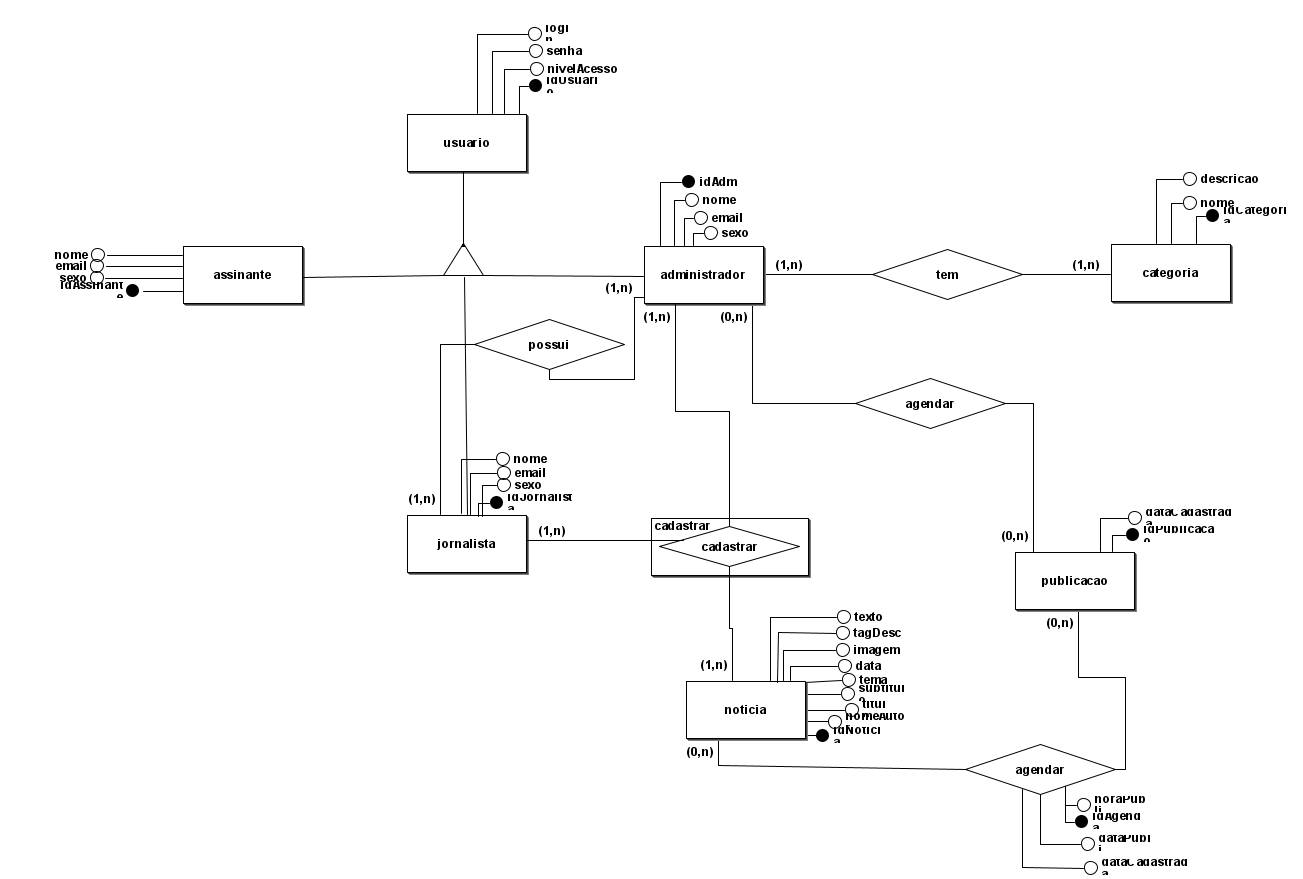 logi
n
senha
nivelAcesso
idUsuari
o
usuario
idAdm
nome
email
sexo
descricao
nome
idCategori
a
nome
email
sexo
idAssinant
e
assinante
administrador
(1,n)
tem
(1,n)
categoria
(1,n)
(1,n)
(0,n)
possui
agendar
nome
email
sexo
idJornalist
a
(1,n)
jornalista
(1,n)
cadastrar
cadastrar
dataCadastrad
a
idPublicaca
o
(0,n)
publicacao
(0,n)
texto
tagDesc
imagem
data
tema
subtitul
o
titul
nomeAuto
idNotici
a
(1,n)
noticia
(0,n)
agendar
horaPub
li
idAgend
a
dataPubl
i
dataCadastrad
a